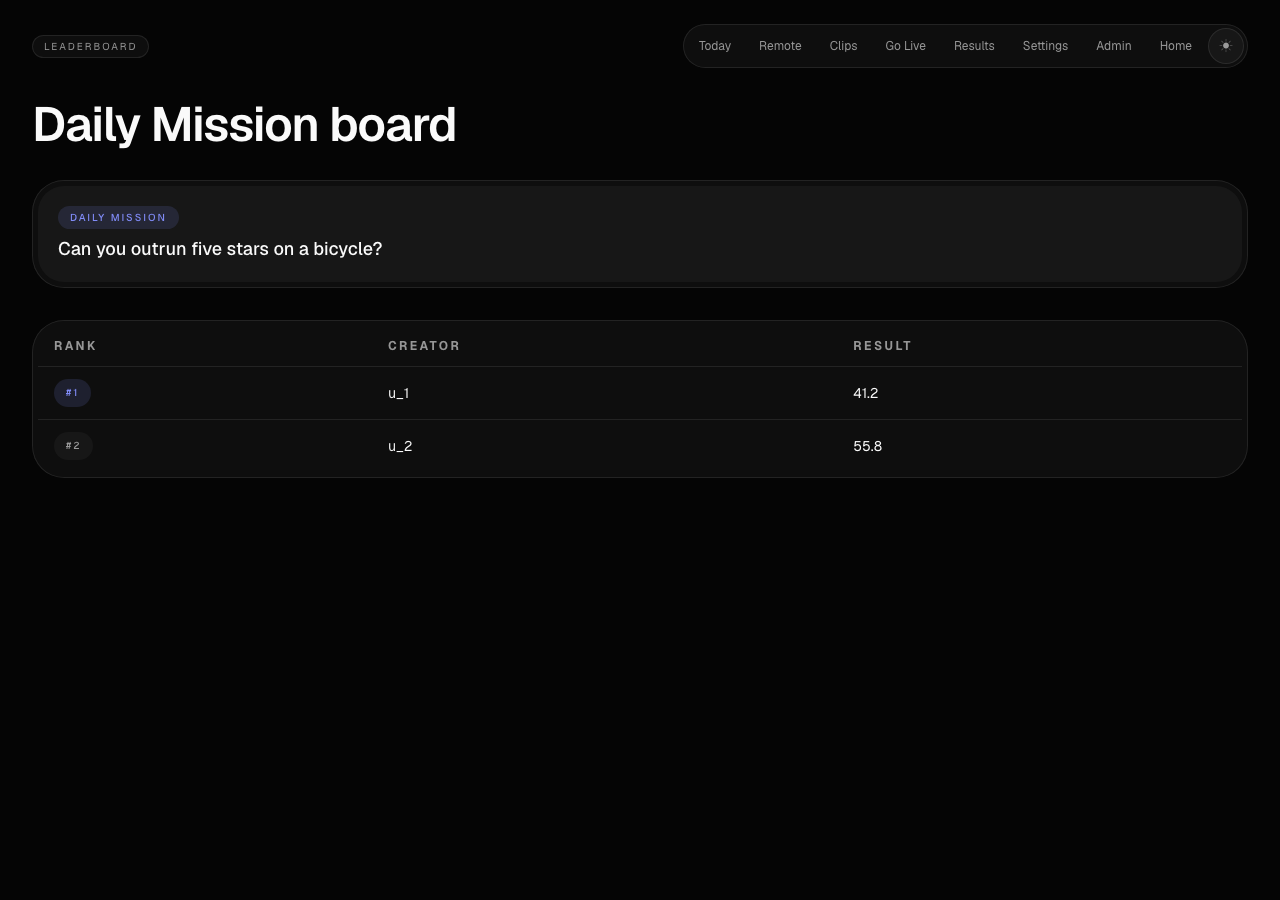 LEADERBOARD
Today Remote Clips Go Live Results Settings Admin Home
Daily Mission board
DAILY MISSION
Can you outrun five stars on a bicycle?
RANK CREATOR RESULT
#1 u_1 41.2
#2 u_2 55.8